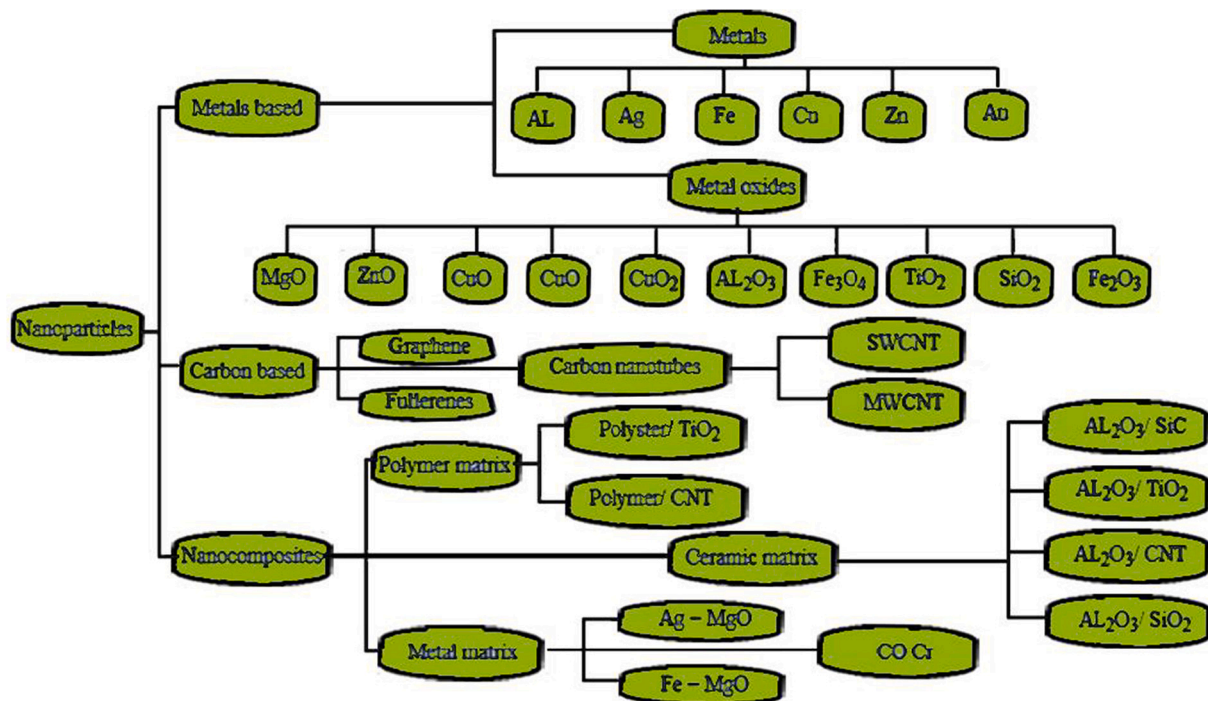 Metals
Metals based
AL
Ag
Fe
Cu
Zn
Au
Metal oxides
MgO
ZnO
CuO
CuO
CuO₂
AL₂O₃
Fe₃O₄
TiO₂
SiO₂
Fe₂O₃
Nanoparticles
Carbon based
Graphene
Fullerenes
Carbon nanotubes
SWCNT
MWCNT
Nanocomposites
Polymer matrix
Polyster/ TiO₂
Polymer/ CNT
Ceramic matrix
AL₂O₃/ SiC
AL₂O₃/ TiO₂
AL₂O₃/ CNT
AL₂O₃/ SiO₂
Metal matrix
Ag – MgO
CO Cr
Fe – MgO